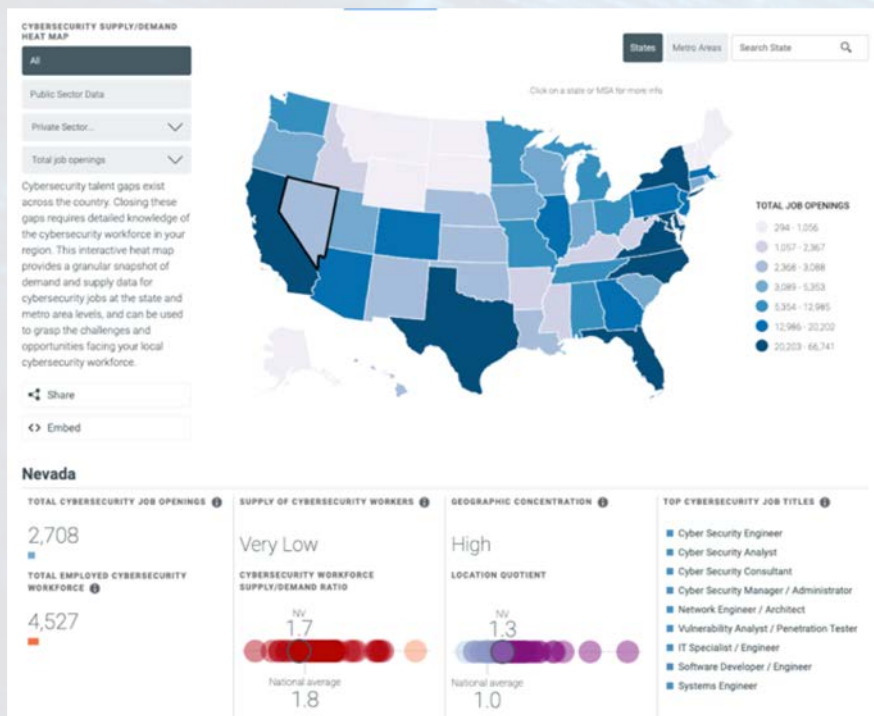 CYBERSECURITY SUPPLY/DEMAND
HEAT MAP
All
Public Sector Data
Private Sector...
Total job openings
Cybersecurity talent gaps exist
across the country. Closing these
gaps requires detailed knowledge of
the cybersecurity workforce in your
region. This interactive heat map
provides a granular snapshot of
demand and supply data for
cybersecurity jobs at the state and
metro area levels, and can be used
to grasp the challenges and
opportunities facing your local
cybersecurity workforce.
Share
Embed
States
Metro Areas
Search State
Click on a state or MSA for more info
TOTAL JOB OPENINGS
294 - 1,056
1,057 - 2,367
2,368 - 3,088
3,089 - 5,353
5,354 - 12,985
12,986 - 20,202
20,203 - 66,741
Nevada
TOTAL CYBERSECURITY JOB OPENINGS
2,708
TOTAL EMPLOYED CYBERSECURITY
WORKFORCE
4,527
SUPPLY OF CYBERSECURITY WORKERS
Very Low
CYBERSECURITY WORKFORCE
SUPPLY/DEMAND RATIO
NV
1.7
National average
1.8
GEOGRAPHIC CONCENTRATION
High
LOCATION QUOTIENT
NV
1.3
National average
1.0
TOP CYBERSECURITY JOB TITLES
Cyber Security Engineer
Cyber Security Analyst
Cyber Security Consultant
Cyber Security Manager / Administrator
Network Engineer / Architect
Vulnerability Analyst / Penetration Tester
IT Specialist / Engineer
Software Developer / Engineer
Systems Engineer